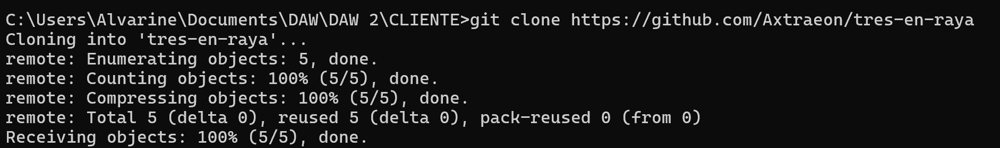 C:\Users\Alvarine\Documents\DAW\DAW 2\CLIENTE>git clone https://github.com/Axtraeon/tres-en-raya
Cloning into 'tres-en-raya'...
remote: Enumerating objects: 5, done.
remote: Counting objects: 100% (5/5), done.
remote: Compressing objects: 100% (5/5), done.
remote: Total 5 (delta 0), reused 5 (delta 0), pack-reused 0 (from 0)
Receiving objects: 100% (5/5), done.